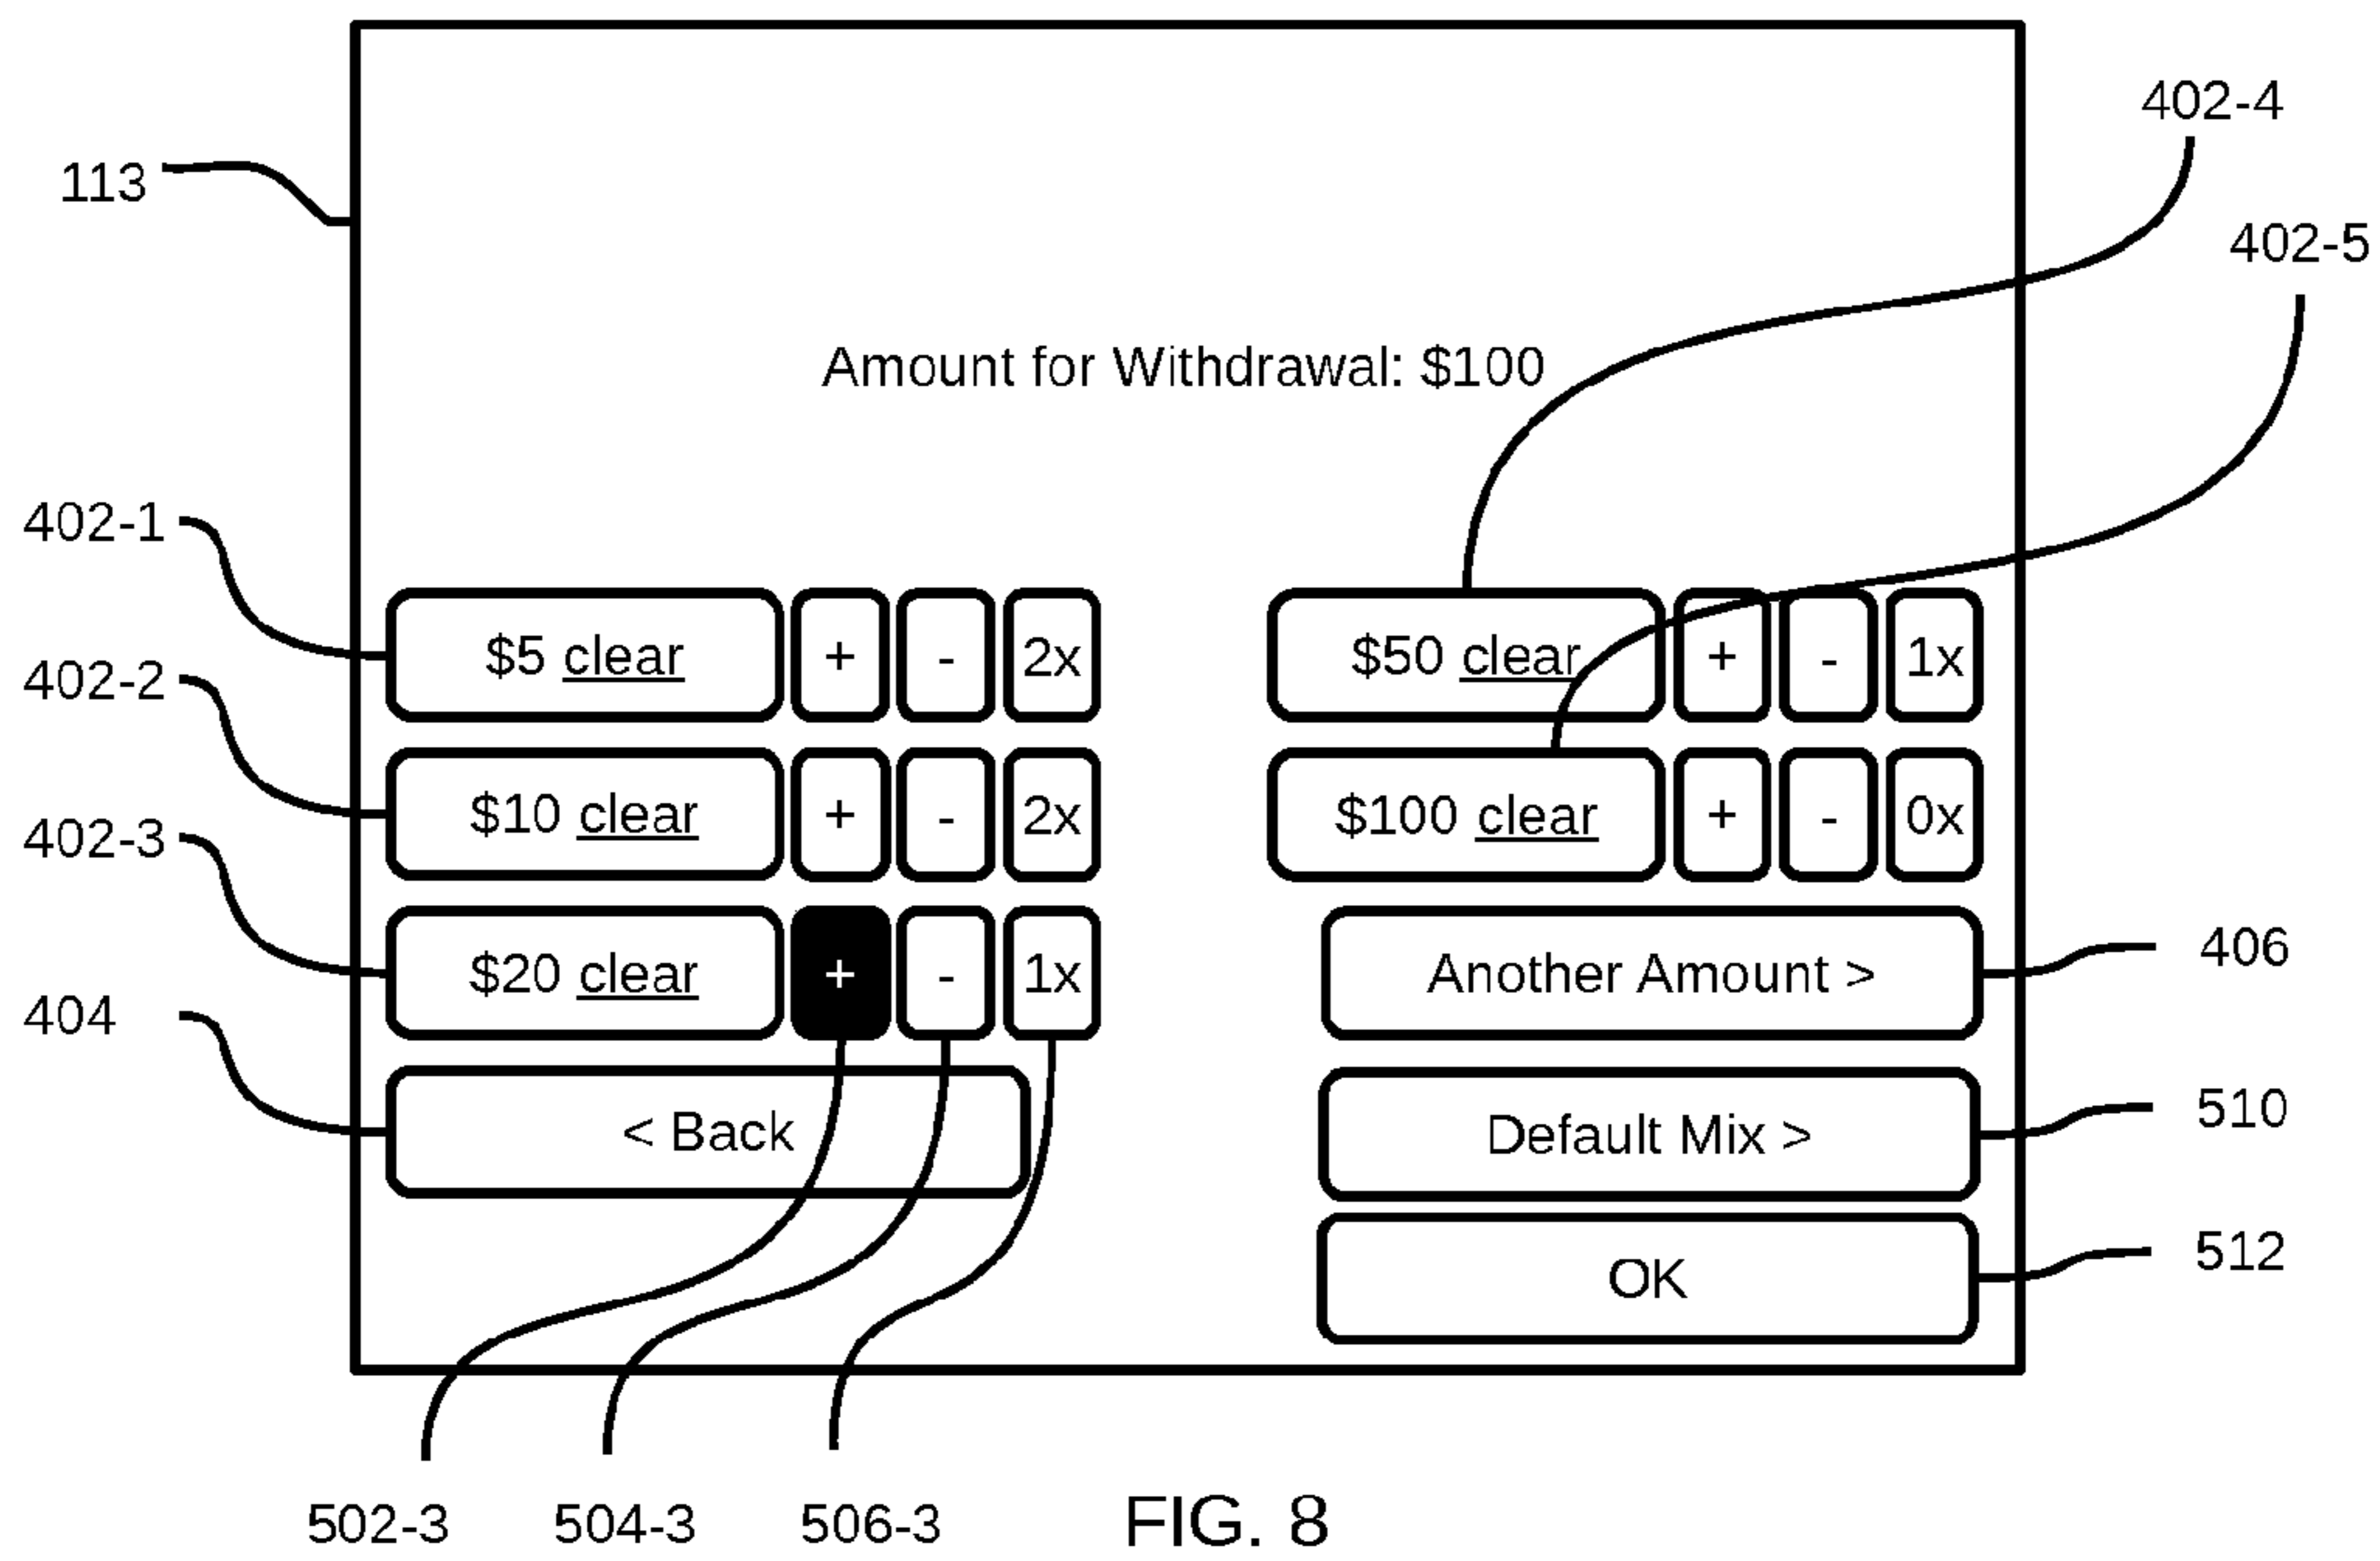 402-4
113
402-5
Amount for Withdrawal: $100
402-1
$5 clear + - 2x $50 clear + - 1x
402-2
$10 clear + - 2x $100 clear + - 0x
402-3
$20 clear + - 1x Another Amount > 406
404
< Back Default Mix > 510
OK 512
502-3 504-3 506-3 FIG. 8